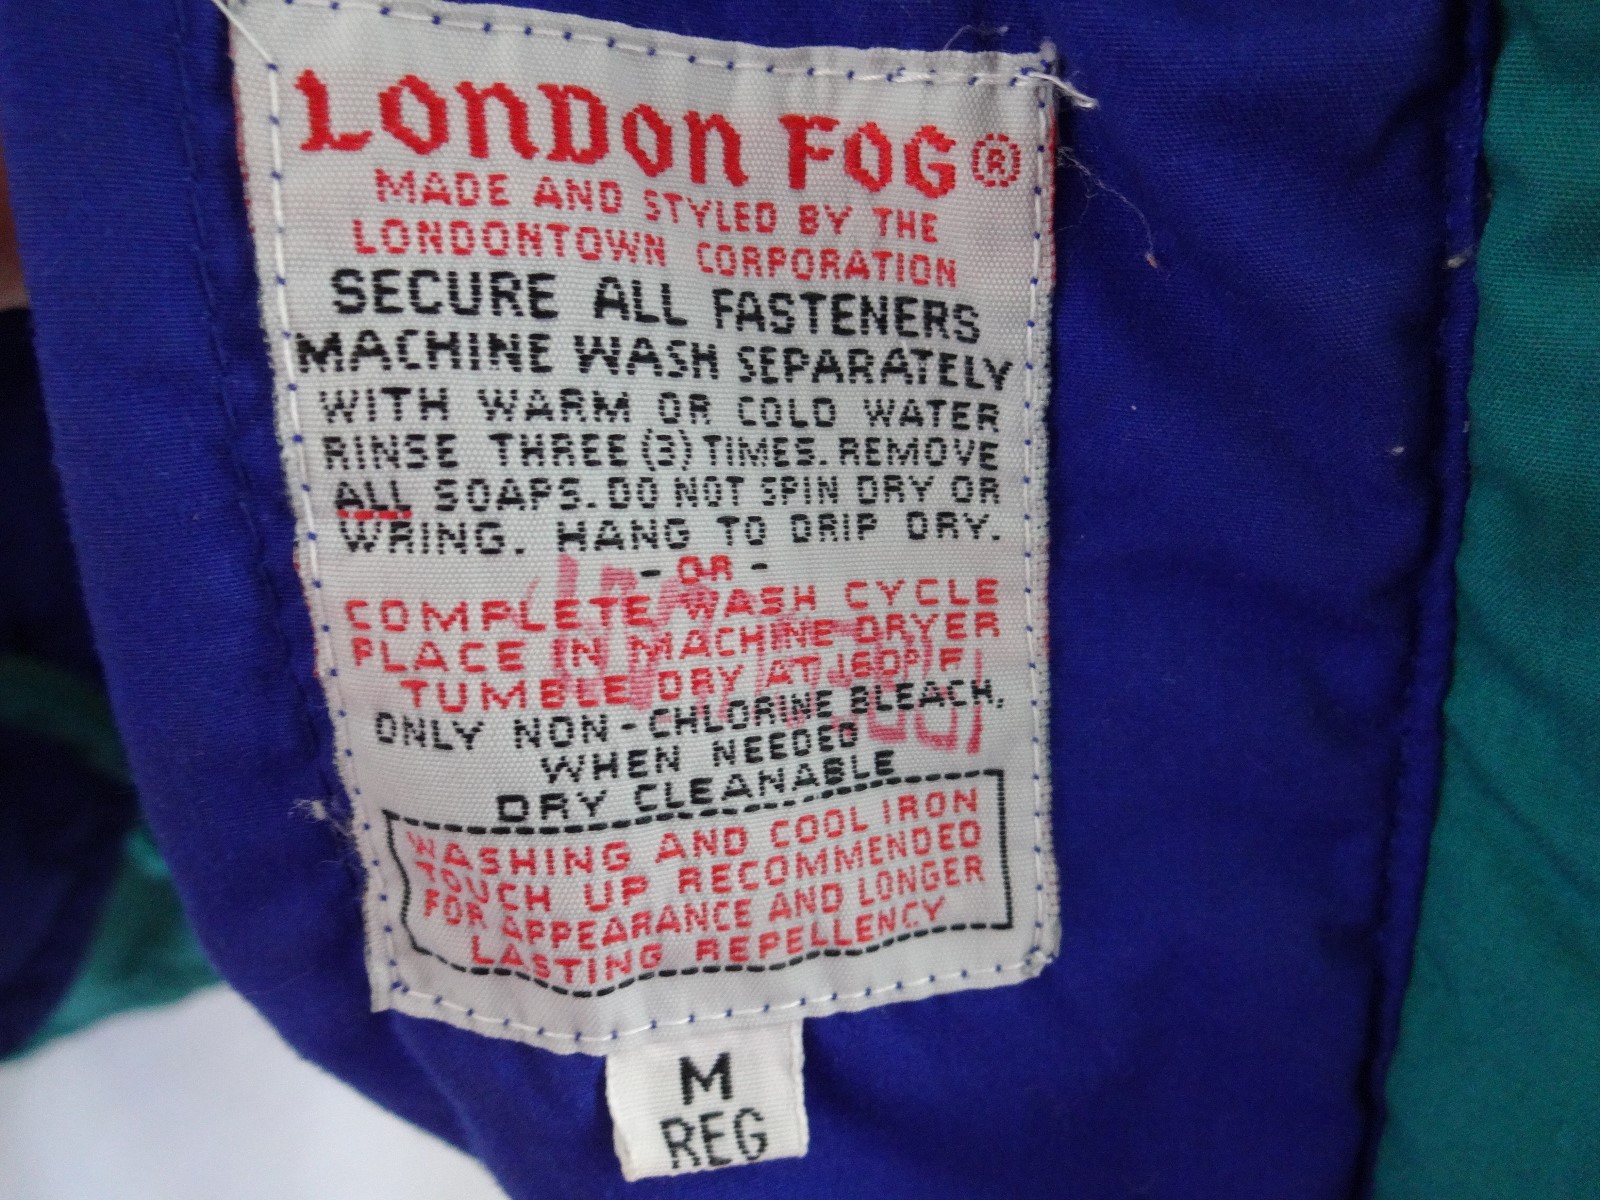 LONDON FOG®
MADE AND STYLED BY THE
LONDONTOWN CORPORATION
SECURE ALL FASTENERS
MACHINE WASH SEPARATELY
WITH WARM OR COLD WATER
RINSE THREE (3) TIMES. REMOVE
ALL SOAPS. DO NOT SPIN DRY OR
WRING. HANG TO DRIP DRY.
- OR -
COMPLETE WASH CYCLE
PLACE IN MACHINE DRYER
TUMBLE DRY AT 160° F
ONLY NON-CHLORINE BLEACH,
WHEN NEEDED
DRY CLEANABLE
WASHING AND COOL IRON
TOUCH UP RECOMMENDED
FOR APPEARANCE AND LONGER
LASTING REPELLENCY
M
REG